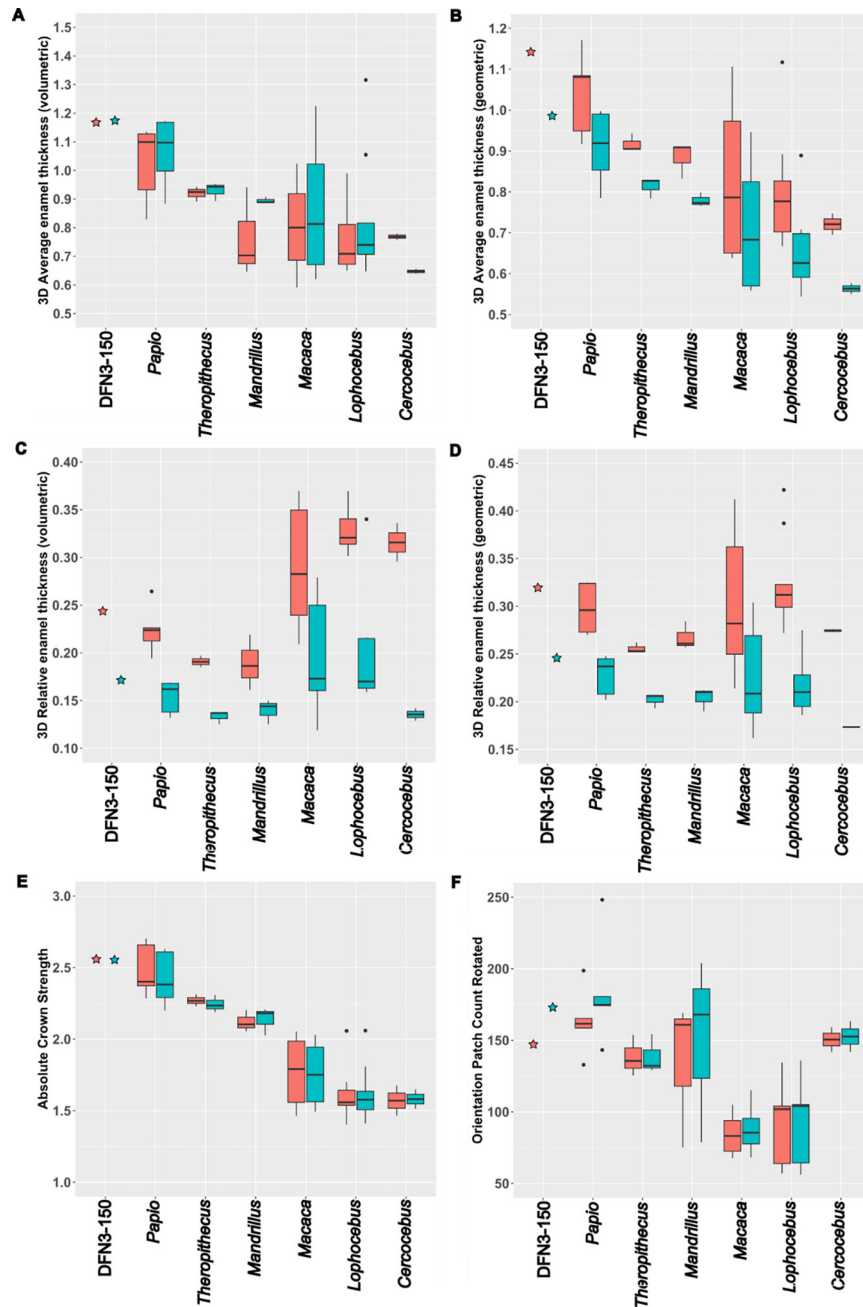 A
3D Average enamel thickness (volumetric)
1.5
1.4
1.3
1.2
1.1
1.0
0.9
0.8
0.7
0.6
0.5
DFN3-150
Papio
Theropithecus
Mandrillus
Macaca
Lophocebus
Cercocebus
B
3D Average enamel thickness (geometric)
1.2
1.1
1.0
0.9
0.8
0.7
0.6
0.5
DFN3-150
Papio
Theropithecus
Mandrillus
Macaca
Lophocebus
Cercocebus
C
3D Relative enamel thickness (volumetric)
0.40
0.35
0.30
0.25
0.20
0.15
0.10
DFN3-150
Papio
Theropithecus
Mandrillus
Macaca
Lophocebus
Cercocebus
D
3D Relative enamel thickness (geometric)
0.45
0.40
0.35
0.30
0.25
0.20
0.15
DFN3-150
Papio
Theropithecus
Mandrillus
Macaca
Lophocebus
Cercocebus
E
Absolute Crown Strength
3.0
2.5
2.0
1.5
1.0
DFN3-150
Papio
Theropithecus
Mandrillus
Macaca
Lophocebus
Cercocebus
F
Orientation Patch Count Rotated
250
200
150
100
50
DFN3-150
Papio
Theropithecus
Mandrillus
Macaca
Lophocebus
Cercocebus